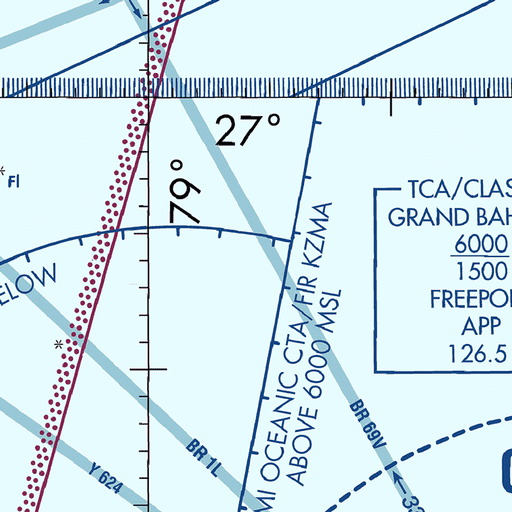 27°
79°
Fl
TCA/CLAS
GRAND BAH
6000
1500
FREEPO
APP
126.5
ELOW
MI OCEANIC CTA/FIR KZMA
ABOVE 6000 MSL
BR 69V
BR 1L
Y 624